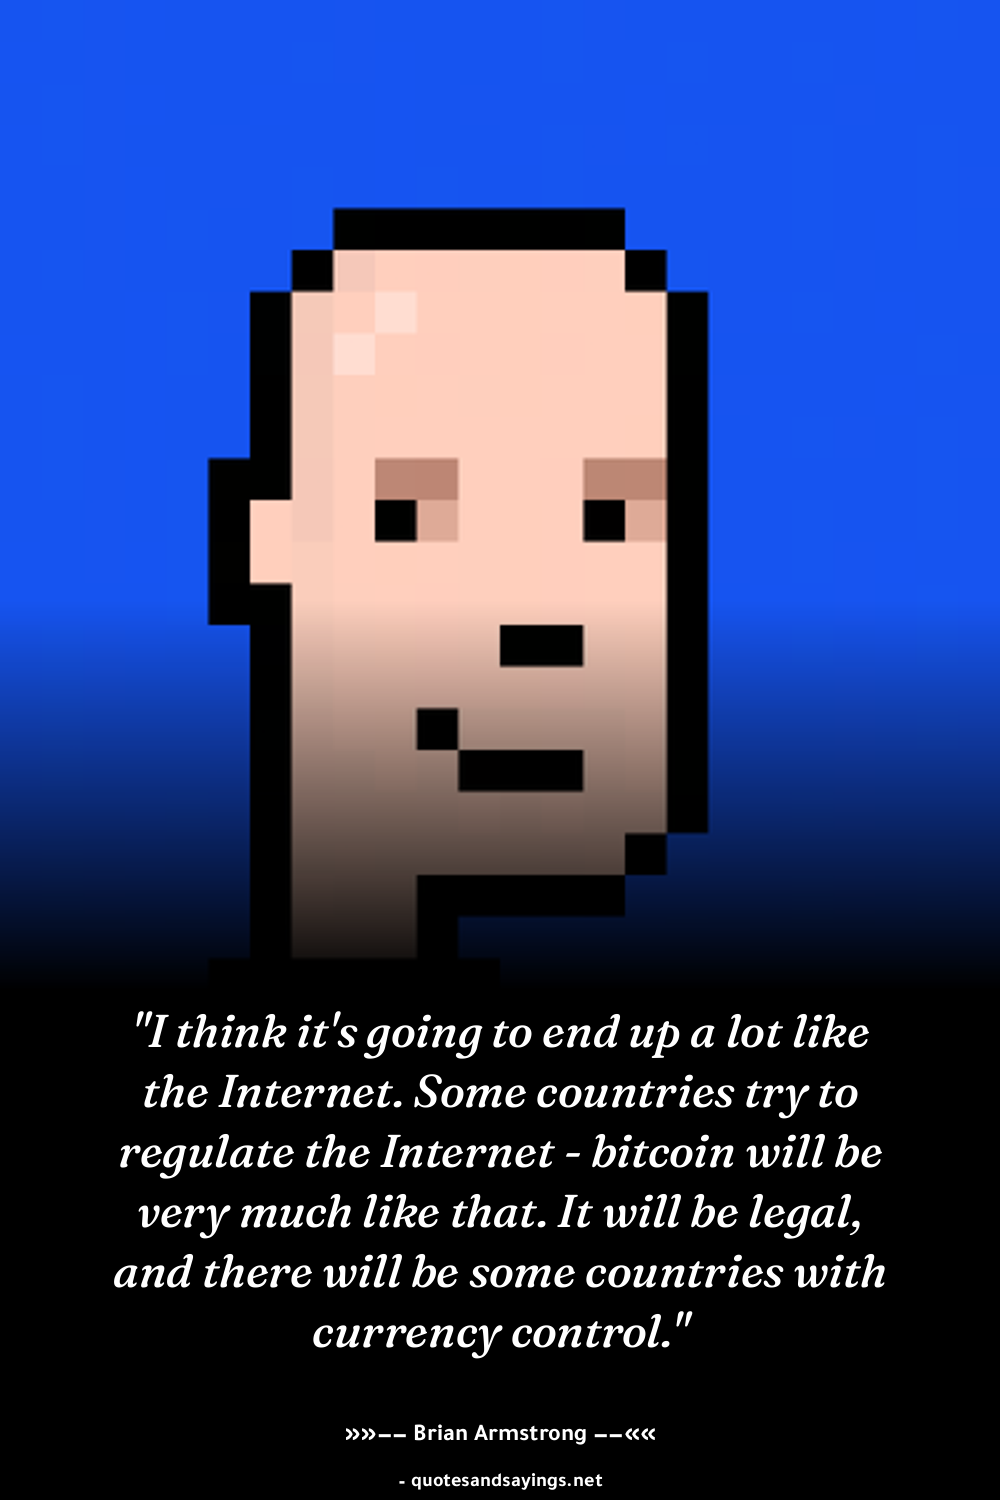 "I think it's going to end up a lot like
the Internet. Some countries try to
regulate the Internet - bitcoin will be
very much like that. It will be legal,
and there will be some countries with
currency control."
»»–– Brian Armstrong ––««
- quotesandsayings.net